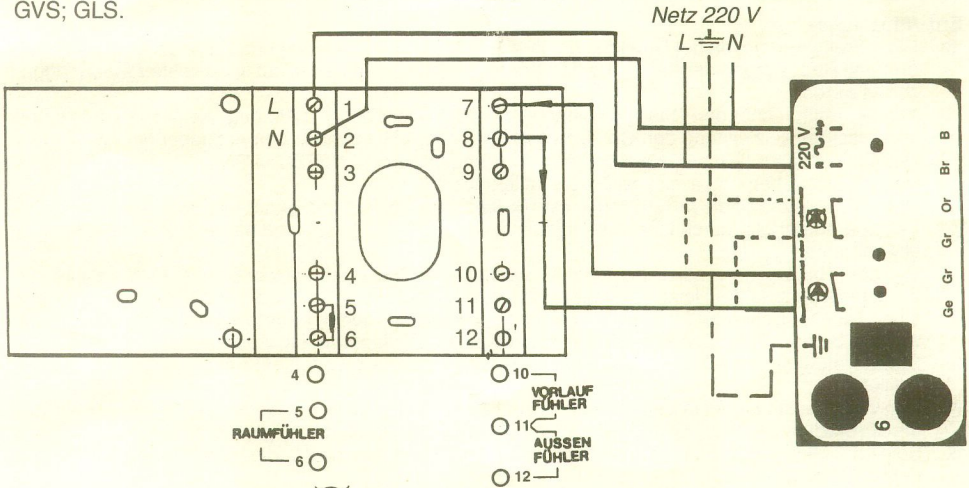 GVS; GLS.
Netz 220 V
L N
L 1 7
N 2 8
3 9
4 10
5 11
6 12
4
5
RAUMFÜHLER
6
10
VORLAUF
FÜHLER
11
AUSSEN
FÜHLER
12
220 V
R Mp
B
Br
Or
Gr
Gr
Ge
6